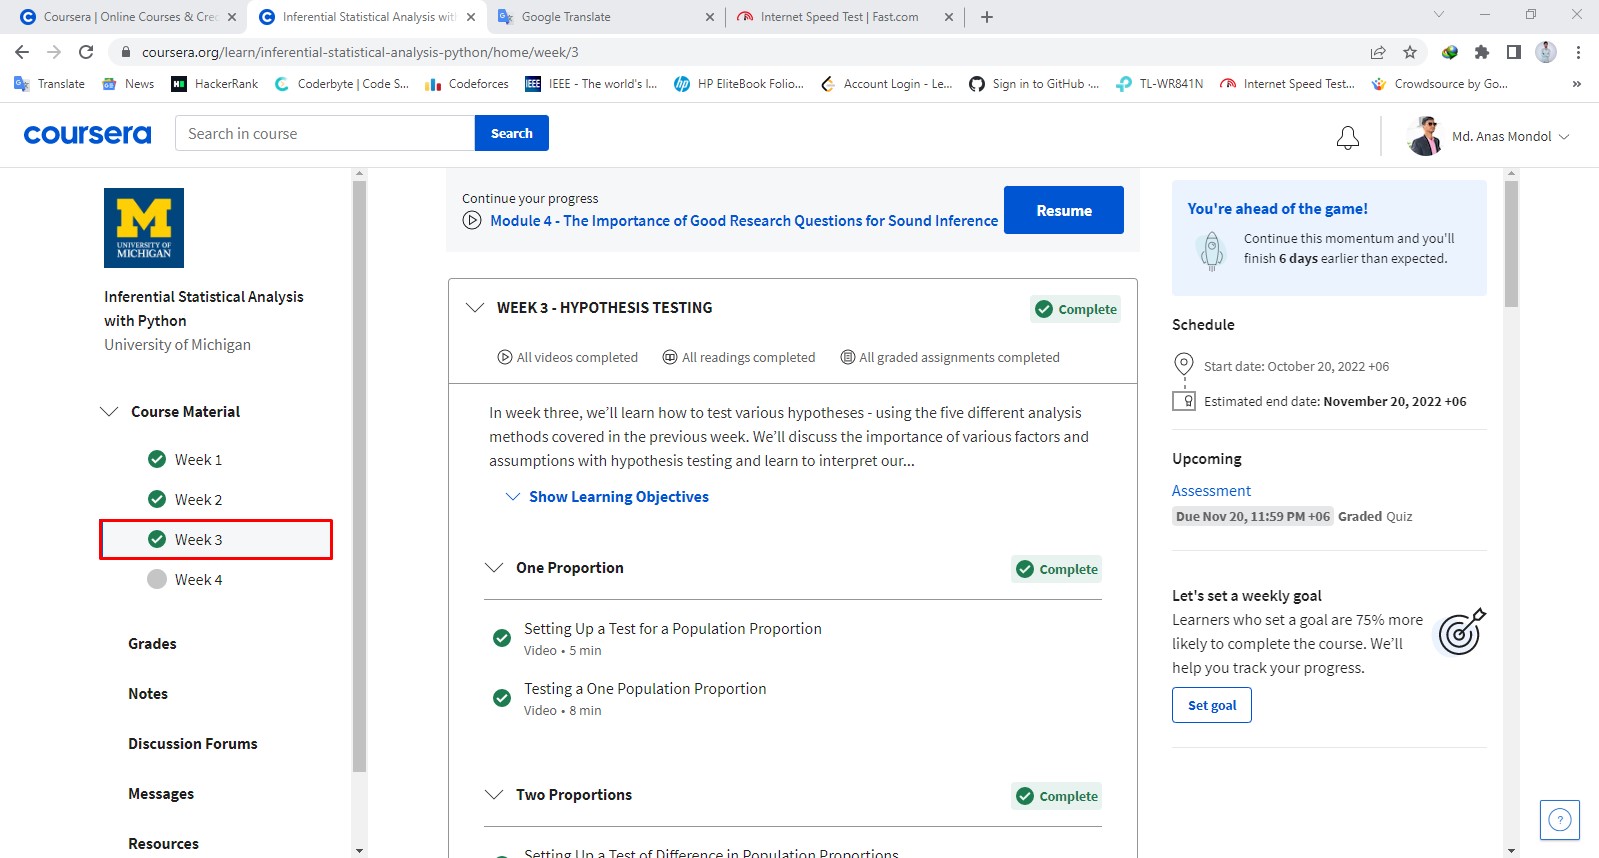 Coursera | Online Courses & Cre
Inferential Statistical Analysis wit
Google Translate
Internet Speed Test | Fast.com
coursera.org/learn/inferential-statistical-analysis-python/home/week/3
Translate
News
HackerRank
Coderbyte | Code S...
Codeforces
IEEE - The world's l...
HP EliteBook Folio...
Account Login - Le...
Sign in to GitHub ·...
TL-WR841N
Internet Speed Test...
Crowdsource by Go...
»
coursera
Search in course
Search
Md. Anas Mondol
M
UNIVERSITY OF
MICHIGAN
Inferential Statistical Analysis
with Python
University of Michigan
Course Material
Week 1
Week 2
Week 3
Week 4
Grades
Notes
Discussion Forums
Messages
Resources
Continue your progress
Module 4 - The Importance of Good Research Questions for Sound Inference
Resume
WEEK 3 - HYPOTHESIS TESTING
Complete
All videos completed
All readings completed
All graded assignments completed
In week three, we’ll learn how to test various hypotheses - using the five different analysis
methods covered in the previous week. We’ll discuss the importance of various factors and
assumptions with hypothesis testing and learn to interpret our...
Show Learning Objectives
One Proportion
Complete
Setting Up a Test for a Population Proportion
Video • 5 min
Testing a One Population Proportion
Video • 8 min
Two Proportions
Complete
Setting Up a Test of Difference in Population Proportions
You're ahead of the game!
Continue this momentum and you'll
finish 6 days earlier than expected.
Schedule
Start date: October 20, 2022 +06
Estimated end date: November 20, 2022 +06
Upcoming
Assessment
Due Nov 20, 11:59 PM +06 Graded Quiz
Let's set a weekly goal
Learners who set a goal are 75% more
likely to complete the course. We’ll
help you track your progress.
Set goal
?